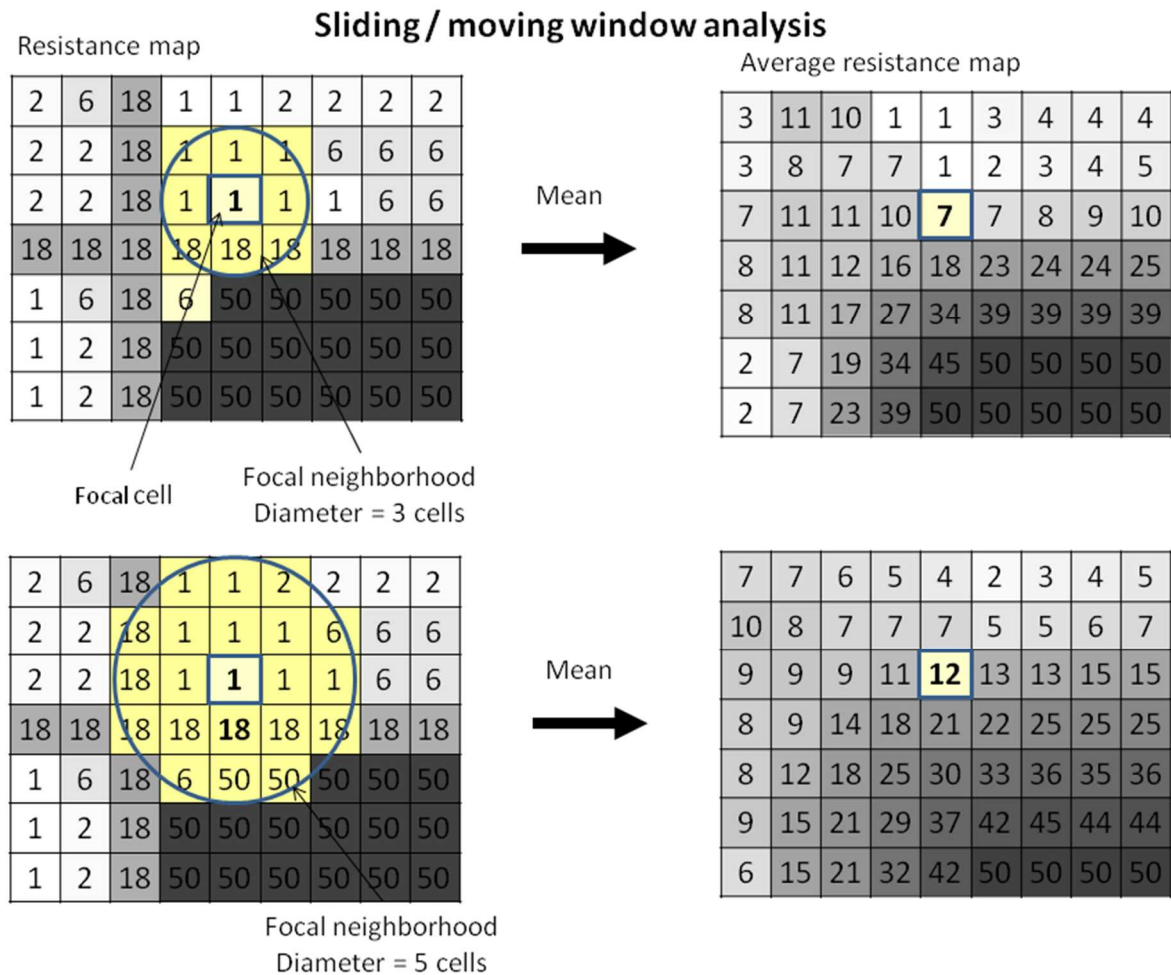 Sliding / moving window analysis
Resistance map
2 6 18 1 1 2 2 2 2
2 2 18 1 1 1 6 6 6
2 2 18 1 1 1 1 6 6
18 18 18 18 18 18 18 18 18
1 6 18 6 50 50 50 50 50
1 2 18 50 50 50 50 50 50
1 2 18 50 50 50 50 50 50
Focal cell
Focal neighborhood
Diameter = 3 cells
Mean
Average resistance map
3 11 10 1 1 3 4 4 4
3 8 7 7 1 2 3 4 5
7 11 11 10 7 7 8 9 10
8 11 12 16 18 23 24 24 25
8 11 17 27 34 39 39 39 39
2 7 19 34 45 50 50 50 50
2 7 23 39 50 50 50 50 50
2 6 18 1 1 2 2 2 2
2 2 18 1 1 1 6 6 6
2 2 18 1 1 1 1 6 6
18 18 18 18 18 18 18 18 18
1 6 18 6 50 50 50 50 50
1 2 18 50 50 50 50 50 50
1 2 18 50 50 50 50 50 50
Focal neighborhood
Diameter = 5 cells
Mean
7 7 6 5 4 2 3 4 5
10 8 7 7 7 5 5 6 7
9 9 9 11 12 13 13 15 15
8 9 14 18 21 22 25 25 25
8 12 18 25 30 33 36 35 36
9 15 21 29 37 42 45 44 44
6 15 21 32 42 50 50 50 50